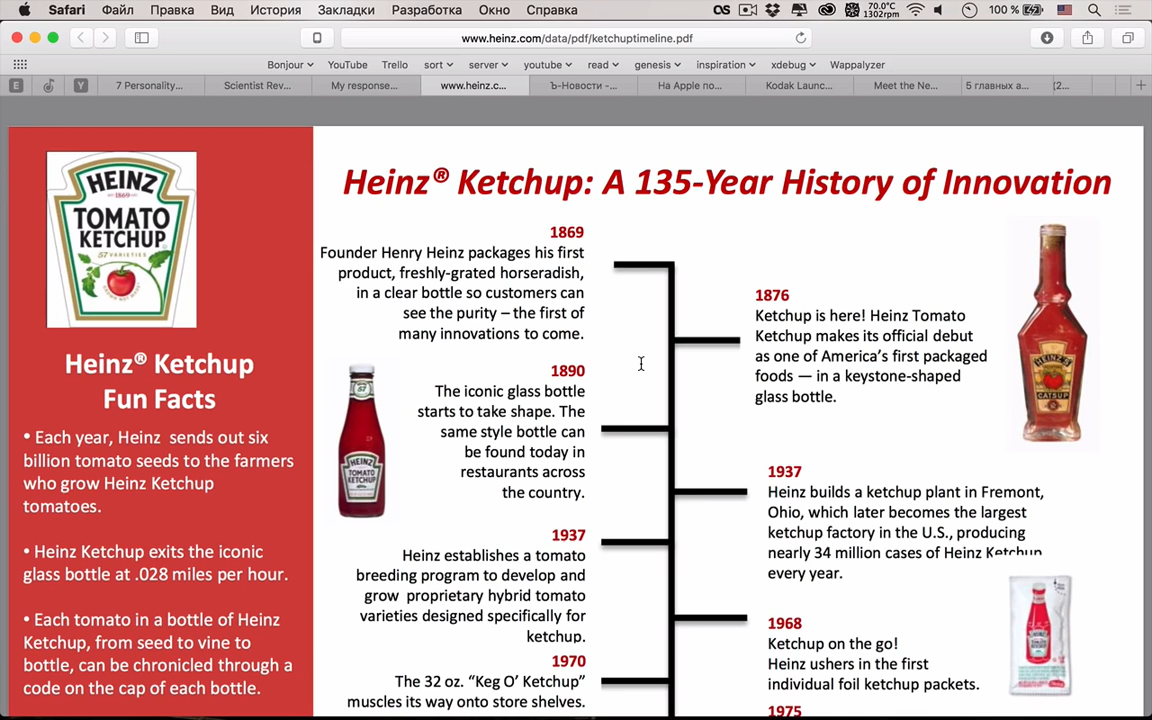 Safari Файл Правка Вид История Закладки Разработка Окно Справка
70.0°C
1302rpm
100 %
www.heinz.com/data/pdf/ketchuptimeline.pdf
Bonjour YouTube Trello sort server youtube read genesis inspiration xdebug Wappalyzer
E Y 7 Personality... Scientist Rev... My response... www.heinz.c... Ъ-Новости -... На Apple по... Kodak Launc... Meet the Ne... 5 главных а... (2...
HEINZ
1869
TOMATO
KETCHUP
57 VARIETIES
Heinz® Ketchup
Fun Facts
• Each year, Heinz sends out six
billion tomato seeds to the farmers
who grow Heinz Ketchup
tomatoes.
• Heinz Ketchup exits the iconic
glass bottle at .028 miles per hour.
• Each tomato in a bottle of Heinz
Ketchup, from seed to vine to
bottle, can be chronicled through a
code on the cap of each bottle.
Heinz® Ketchup: A 135-Year History of Innovation
1869
Founder Henry Heinz packages his first
product, freshly-grated horseradish,
in a clear bottle so customers can
see the purity – the first of
many innovations to come.
1876
Ketchup is here! Heinz Tomato
Ketchup makes its official debut
as one of America's first packaged
foods — in a keystone-shaped
glass bottle.
HEINZ'S
CATSUP
1890
The iconic glass bottle
starts to take shape. The
same style bottle can
be found today in
restaurants across
the country.
57
HEINZ
TOMATO
KETCHUP
1937
Heinz builds a ketchup plant in Fremont,
Ohio, which later becomes the largest
ketchup factory in the U.S., producing
nearly 34 million cases of Heinz Ketchup
every year.
1937
Heinz establishes a tomato
breeding program to develop and
grow proprietary hybrid tomato
varieties designed specifically for
ketchup.
1968
Ketchup on the go!
Heinz ushers in the first
individual foil ketchup packets.
1970
The 32 oz. “Keg O’ Ketchup”
muscles its way onto store shelves.
1975